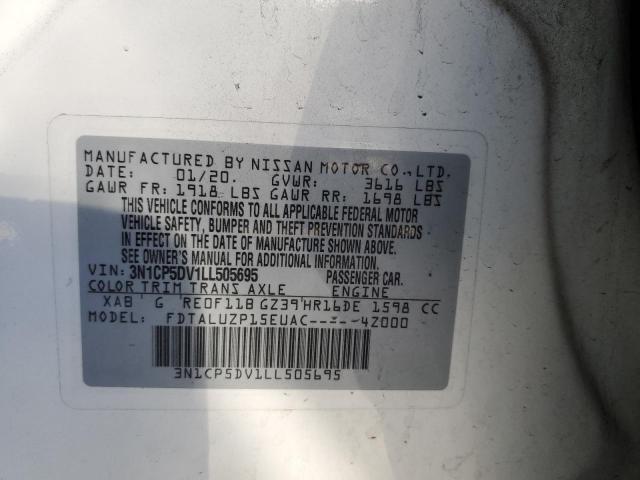 MANUFACTURED BY NISSAN MOTOR CO., LTD.
DATE: 01/20. GVWR: 3616 LBS
GAWR FR: 1918 LBS GAWR RR: 1698 LBS
THIS VEHICLE CONFORMS TO ALL APPLICABLE FEDERAL MOTOR
VEHICLE SAFETY, BUMPER AND THEFT PREVENTION STANDARDS
IN EFFECT ON THE DATE OF MANUFACTURE SHOWN ABOVE.
SEE OWNER'S MANUAL FOR ADDITIONAL INFORMATION.
VIN: 3N1CP5DV1LL505695 PASSENGER CAR.
COLOR TRIM TRANS AXLE ENGINE
XAB G RE0F11B GZ39 HR16DE 1598 CC
MODEL: FDTALUZP15EUAC----- 4Z000
3N1CP5DV1LL505695